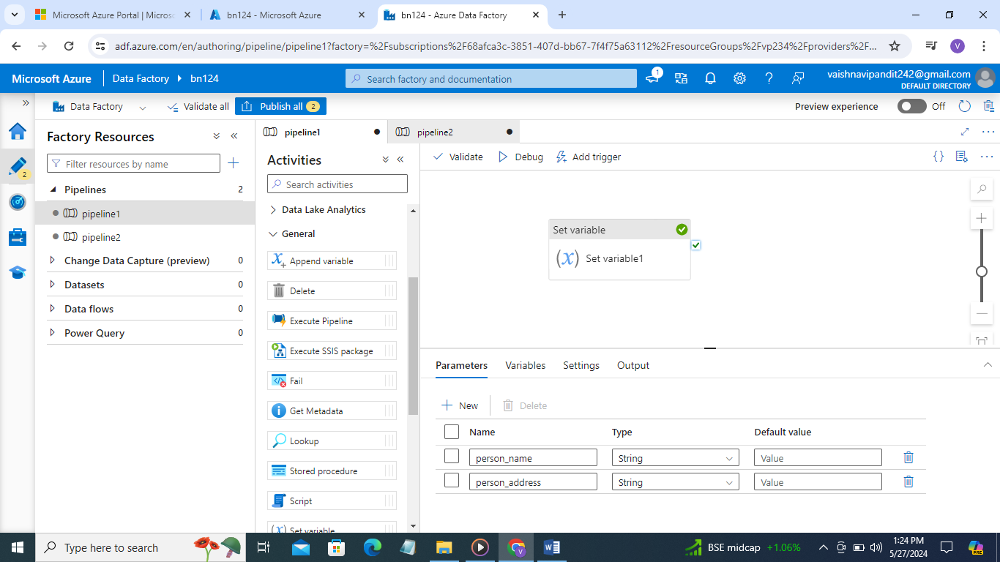 Microsoft Azure Portal | Micros
bn124 - Microsoft Azure
bn124 - Azure Data Factory
adf.azure.com/en/authoring/pipeline/pipeline1?factory=%2Fsubscriptions%2F68afca3c-3851-407d-bb67-7f4f75a63112%2FresourceGroups%2Fvp234%2Fproviders%2F...
V
Microsoft Azure
Data Factory
bn124
Search factory and documentation
1
vaishnavipandit242@gmail.com
DEFAULT DIRECTORY
Data Factory
Validate all
Publish all 2
Preview experience
Off
2
Factory Resources
Filter resources by name
Pipelines 2
pipeline1
pipeline2
Change Data Capture (preview) 0
Datasets 0
Data flows 0
Power Query 0
pipeline1
pipeline2
Activities
Search activities
Data Lake Analytics
General
Append variable
Delete
Execute Pipeline
Execute SSIS package
Fail
Get Metadata
Lookup
Stored procedure
Script
Set variable
Validate
Debug
Add trigger
Set variable
(x) Set variable1
Parameters Variables Settings Output
New Delete
Name Type Default value
person_name String Value
person_address String Value
Type here to search
V
BSE midcap +1.06%
1:24 PM
5/27/2024
PRE